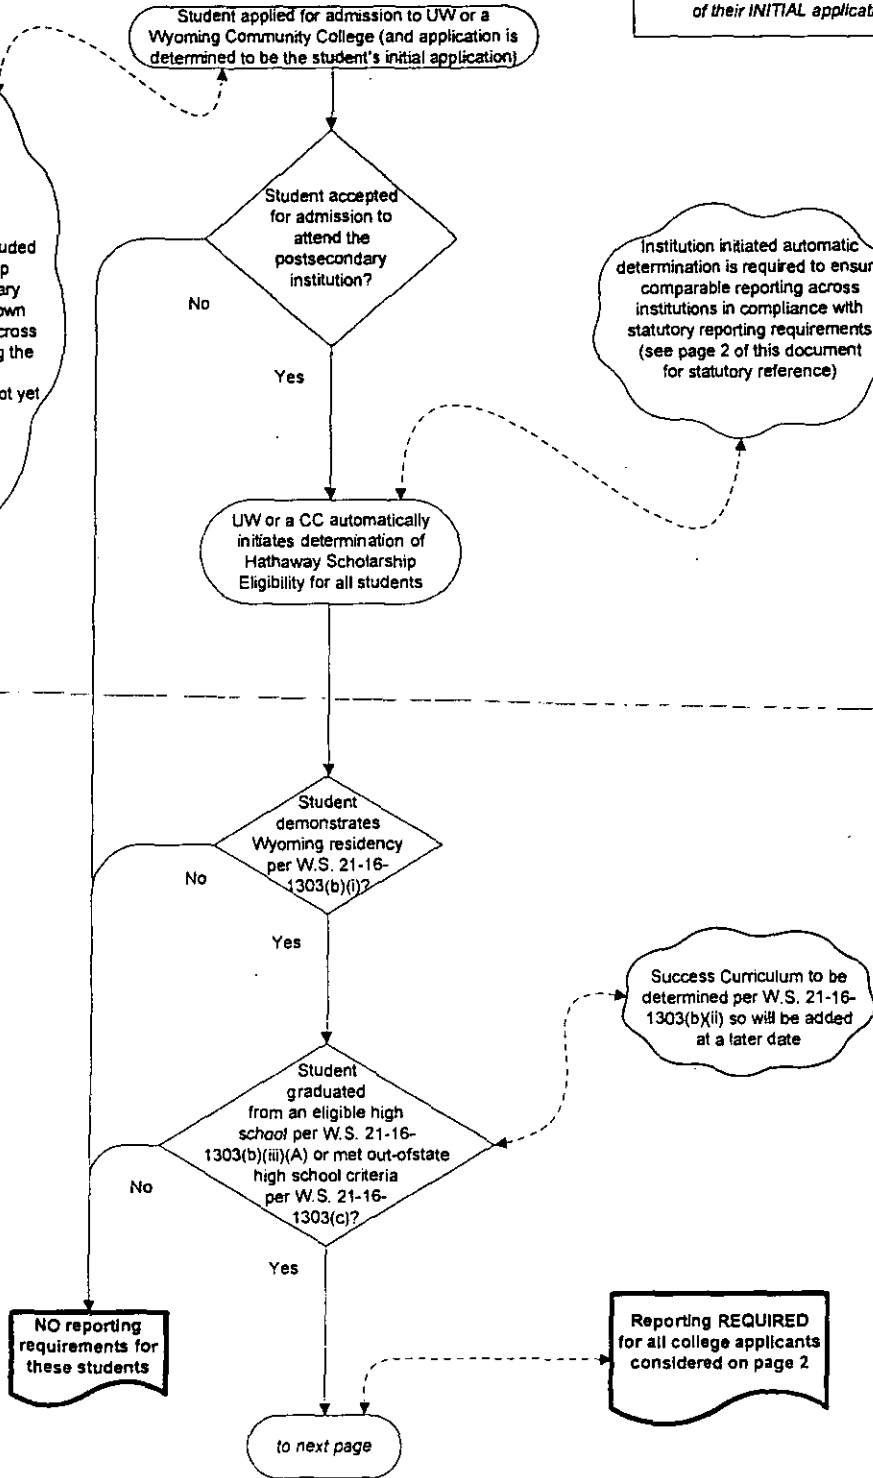 of their INITIAL applicati
Student applied for admission to UW or a
Wyoming Community College (and application is
determined to be the student's initial application)
Student accepted
for admission to
attend the
postsecondary
institution?
No
Yes
uded
p
ary
own
cross
g the
ot yet
Institution initiated automatic
determination is required to ensur
comparable reporting across
institutions in compliance with
statutory reporting requirements
(see page 2 of this document
for statutory reference)
UW or a CC automatically
initiates determination of
Hathaway Scholarship
Eligibility for all students
Student
demonstrates
Wyoming residency
per W.S. 21-16-
1303(b)(i)?
No
Yes
Success Curriculum to be
determined per W.S. 21-16-
1303(b)(ii) so will be added
at a later date
Student
graduated
from an eligible high
school per W.S. 21-16-
1303(b)(iii)(A) or met out-ofstate
high school criteria
per W.S. 21-16-
1303(c)?
No
Yes
NO reporting
requirements for
these students
Reporting REQUIRED
for all college applicants
considered on page 2
to next page